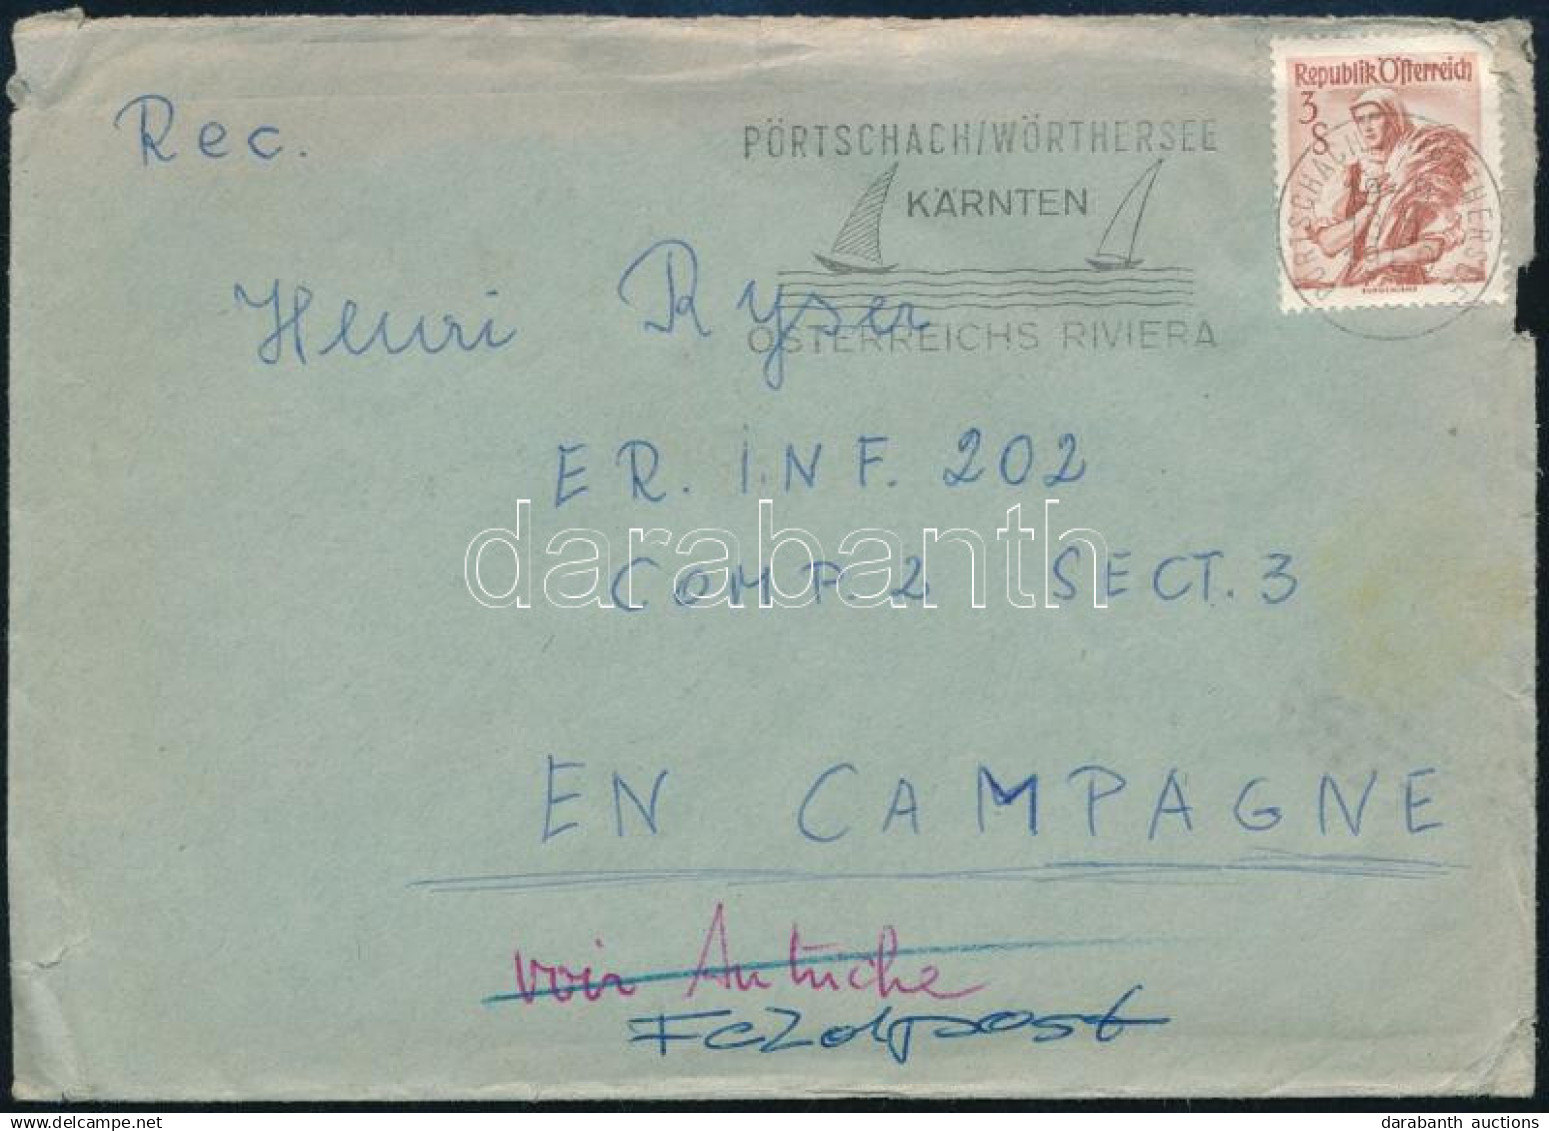 Rec.
PÖRTSCHACH/WÖRTHERSEE
KÄRNTEN
ÖSTERREICHS RIVIERA
Republik Österreich
3
S
Henri Ryser
ER. INF. 202
darabanth
COMP. 2 SECT. 3
EN CAMPAGNE
voir Autriche
Feldpost
darabanth auctions